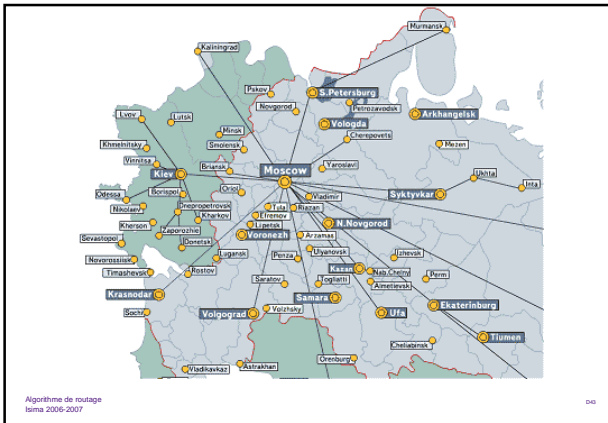 Murmansk
Kaliningrad
Pskov
S.Petersburg
Novgorod
Petrozavodsk
Arkhangelsk
Lvov
Lutsk
Vologda
Minsk
Cherepovets
Khmelnitsky
Smolensk
Mezen
Vinnitsa
Briansk
Moscow
Yaroslavl
Kiev
Ukhta
Inta
Odessa
Borispol
Oriol
Syktyvkar
Vladimir
Nikolaev
Dnepropetrovsk
Tula
Riazan
Kharkov
Efremov
Kherson
Lipetsk
N.Novgorod
Zaporozhie
Voronezh
Arzamas
Sevastopol
Donetsk
Ulyanovsk
Lugansk
Penza
Izhevsk
Novorossiisk
Kazan
Nab.Chelny
Timashevsk
Rostov
Saratov
Togliatti
Almetievsk
Perm
Krasnodar
Samara
Ekaterinburg
Sochi
Volgograd
Volzhsky
Ufa
Tiumen
Cheliabinsk
Orenburg
Vladikavkaz
Astrakhan
Algorithme de routage
Isima 2006-2007
D43